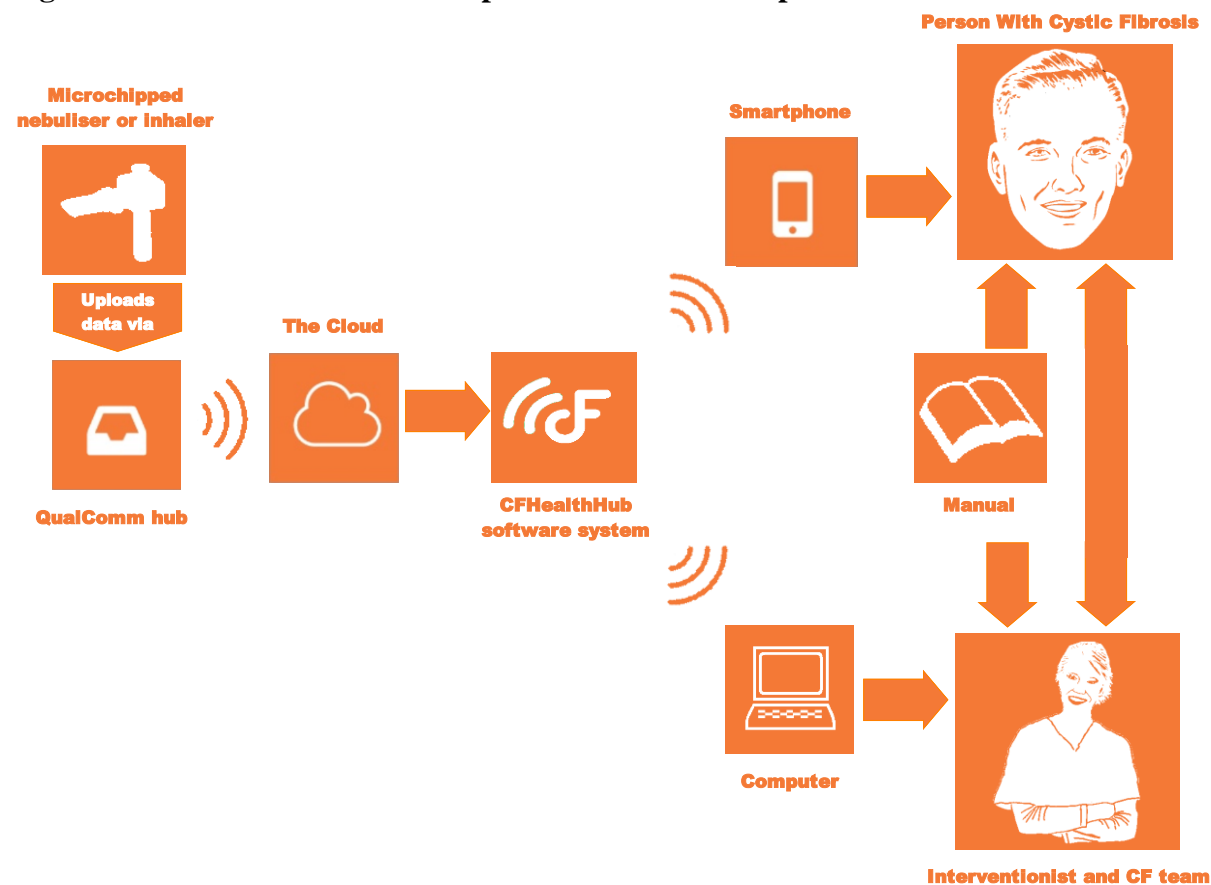 Person With Cystic Fibrosis
Microchipped
nebuliser or inhaler
Smartphone
Uploads
data via
The Cloud
CF
QualComm hub
CFHealthHub
software system
Manual
Computer
Interventionist and CF team